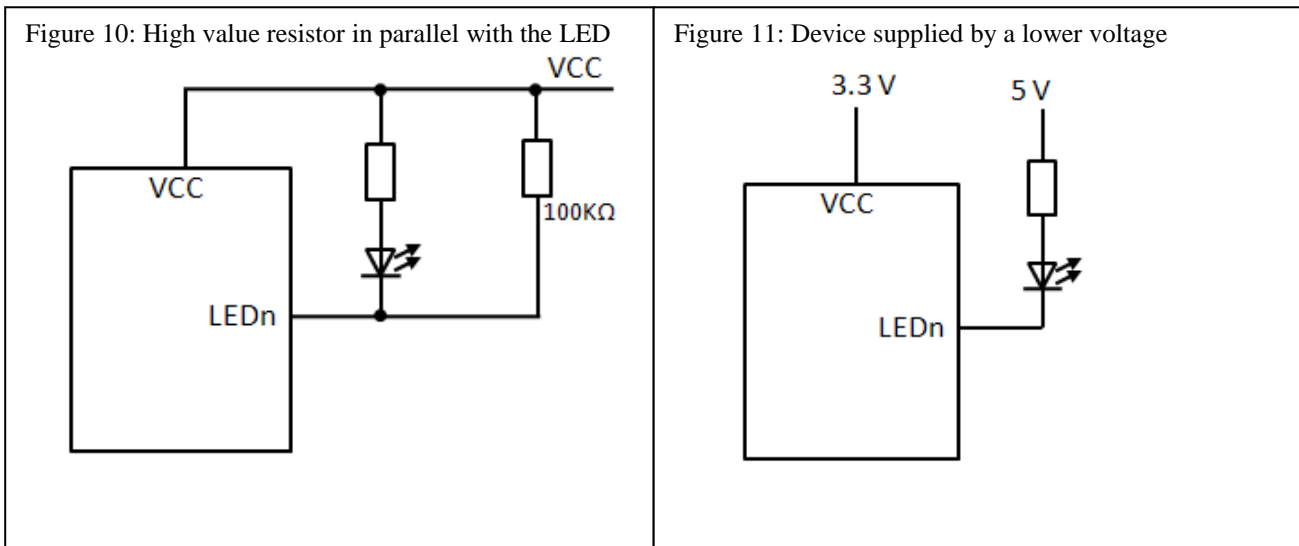 Figure 10: High value resistor in parallel with the LED
VCC
VCC
100KΩ
LEDn
Figure 11: Device supplied by a lower voltage
3.3 V
5 V
VCC
LEDn